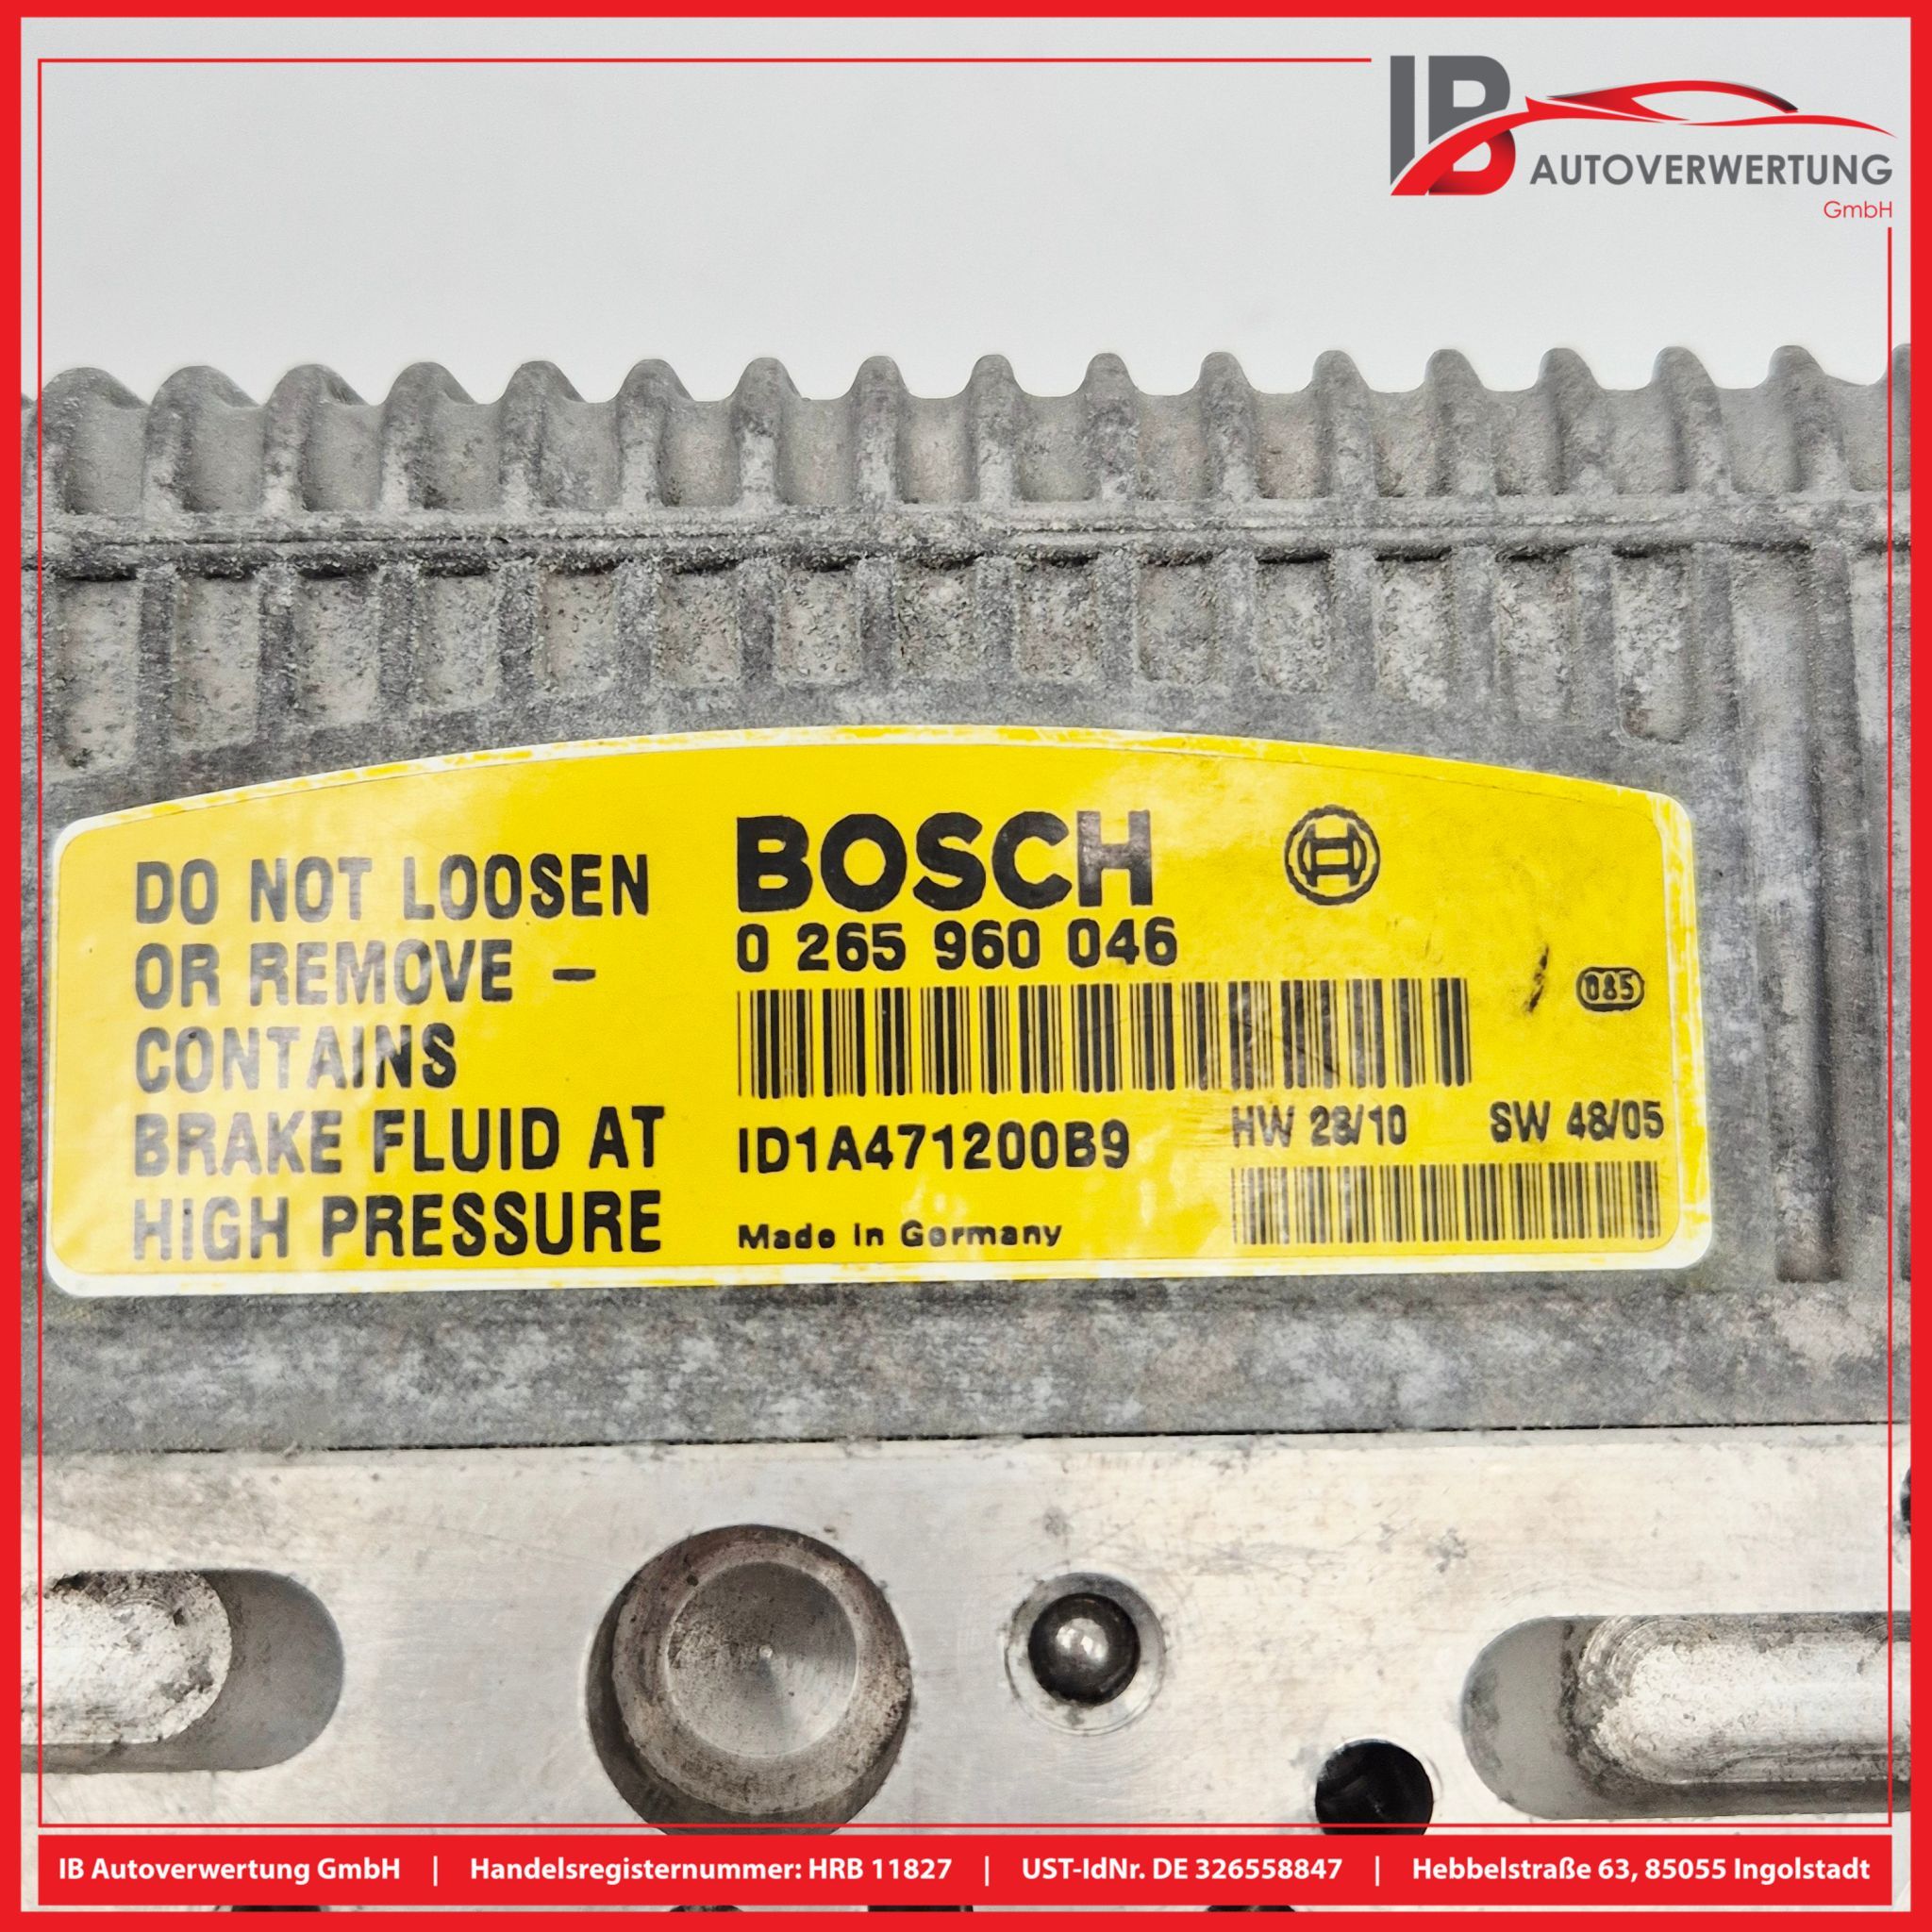 IB AUTOVERWERTUNG
GmbH
DO NOT LOOSEN
OR REMOVE –
CONTAINS
BRAKE FLUID AT
HIGH PRESSURE
BOSCH
0 265 960 046
085
ID1A471200B9
HW 28/10 SW 48/05
Made in Germany
IB Autoverwertung GmbH | Handelsregisternummer: HRB 11827 | UST-IdNr. DE 326558847 | Hebbelstraße 63, 85055 Ingolstadt